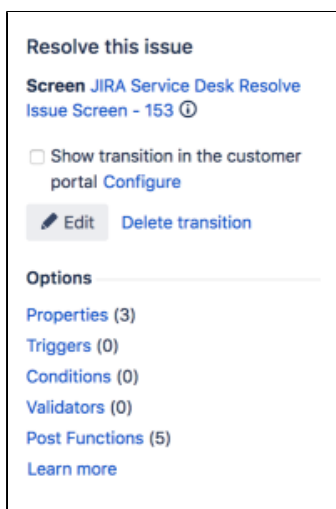 Resolve this issue
Screen JIRA Service Desk Resolve
Issue Screen - 153
Show transition in the customer
portal Configure
Edit Delete transition
Options
Properties (3)
Triggers (0)
Conditions (0)
Validators (0)
Post Functions (5)
Learn more